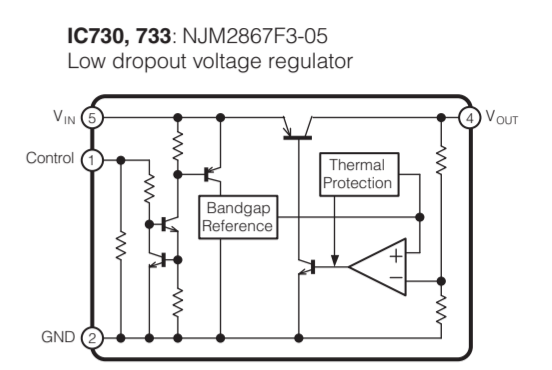 IC730, 733: NJM2867F3-05
Low dropout voltage regulator
VIN 5
4 VOUT
Control 1
Thermal
Protection
Bandgap
Reference
+
−
GND 2